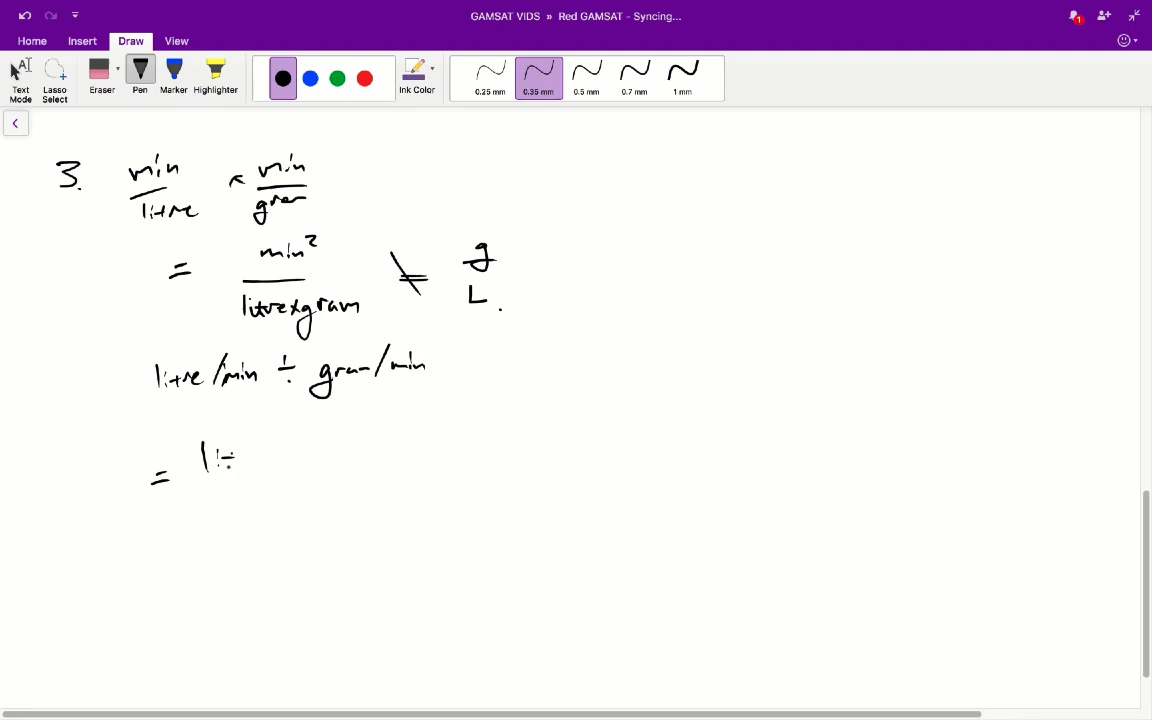 GAMSAT VIDS » Red GAMSAT - Syncing...
1
Home Insert Draw View
Text Mode
Lasso Select
Eraser
Pen
Marker
Highlighter
Ink Color
0.25 mm
0.35 mm
0.5 mm
0.7 mm
1 mm
3. min/litre × min/gram
= min²/litre×gram ≠ g/L.
litre/min ÷ gram/min
= lit